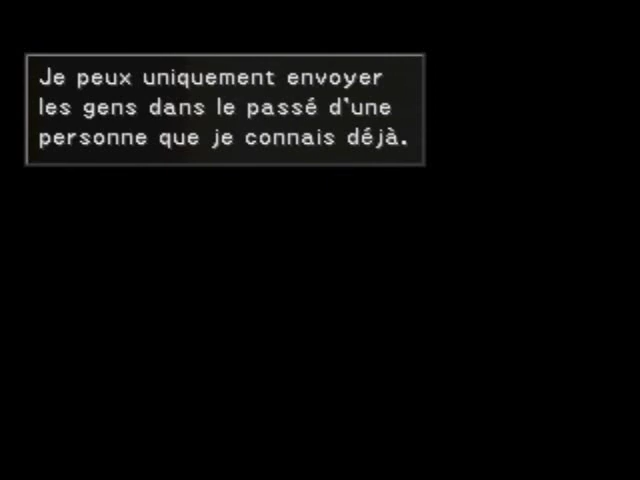 Je peux uniquement envoyer
les gens dans le passé d'une
personne que je connais déjà.